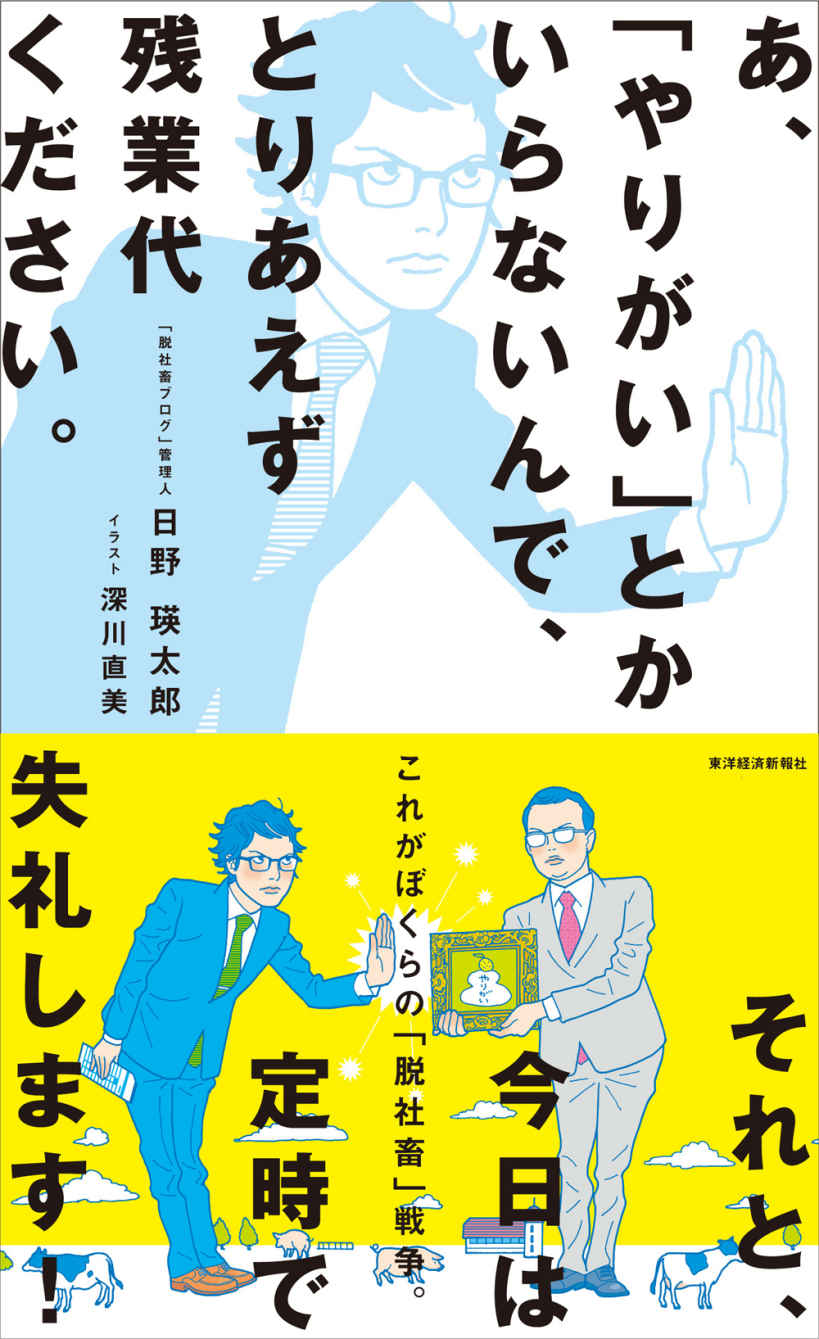 あ、
「やりがい」とか
いらないんで、
とりあえず
残業代
ください。
「脱社畜ブログ」管理人
日野 瑛太郎
イラスト
深川直美
東洋経済新報社
それと、
今日は
定時で
失礼します！
これがぼくらの「脱社畜」戦争。
やりがい